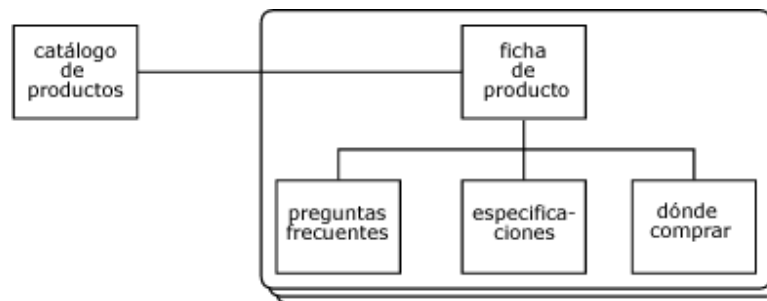 catálogo
de
productos
ficha
de
producto
preguntas
frecuentes
especifica-
ciones
dónde
comprar